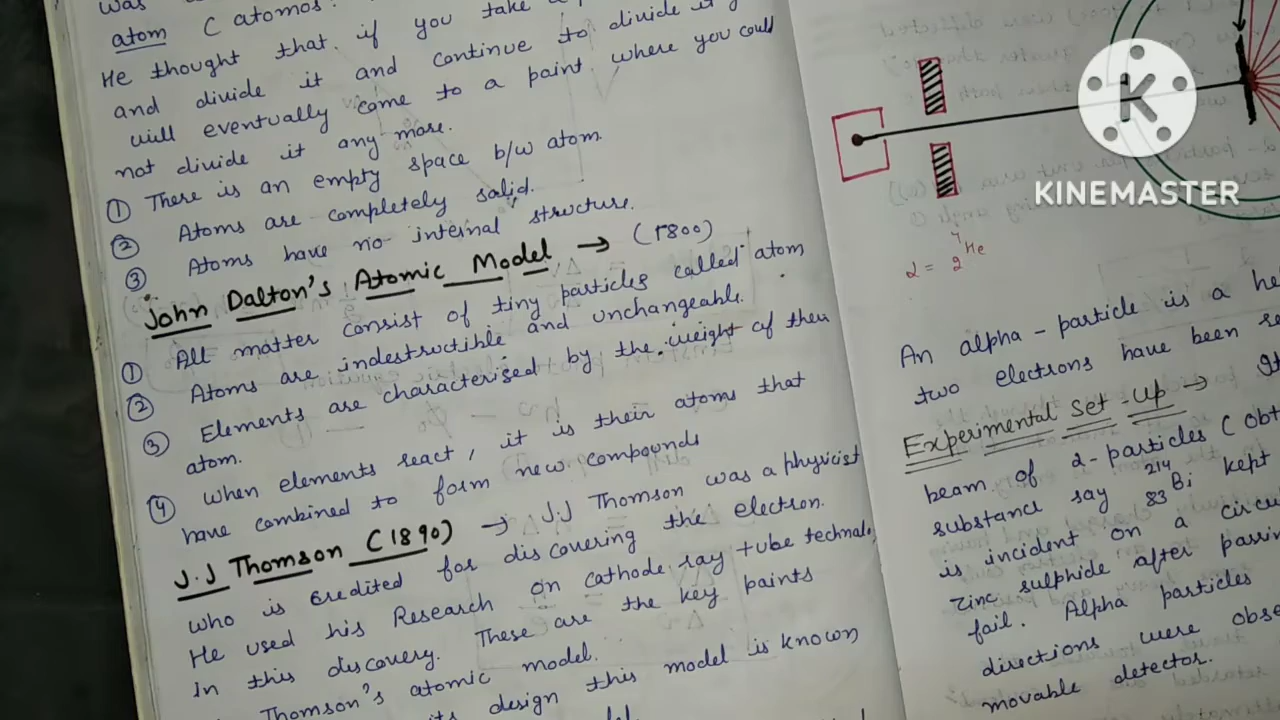 was
atom (atomos.
He thought that if you take a
and divide it and continue to divide it
will eventually come to a point where you could
not divide it any more.
① There is an empty space b/w atom.
② Atoms are completely solid.
③ Atoms have no internal structure.
John Dalton's Atomic Model → (1800)
① All matter consist of tiny particles called atom
② Atoms are indestructible and unchangeable.
③ Elements are characterised by the weight of their
atom.
④ When elements react, it is their atoms that
have combined to form new compounds
J.J Thomson (1890) → J.J Thomson was a physicist
who is credited for discovering the electron.
He used his Research on cathode ray tube
in this discovery. These are the key points
Thomson's atomic model.
its design this model is known
KINEMASTER
α = ⁴₂He
An alpha-particle is a
two electrons have been
Experimental Set-up →
beam of α-particles (
substance say ²¹⁴₈₃Bi kept
is incident on a
zinc sulphide after
fail. Alpha particles
directions were
movable detector.